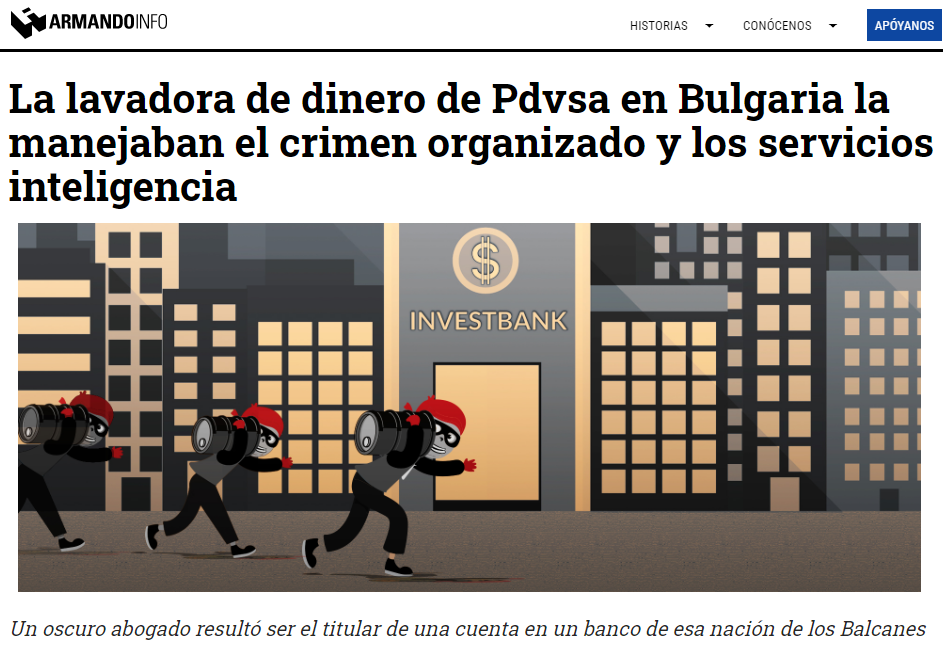 ARMANDOINFO
HISTORIAS
CONÓCENOS
APÓYANOS
La lavadora de dinero de Pdvsa en Bulgaria la
manejaban el crimen organizado y los servicios
inteligencia
$
INVESTBANK
Un oscuro abogado resultó ser el titular de una cuenta en un banco de esa nación de los Balcanes